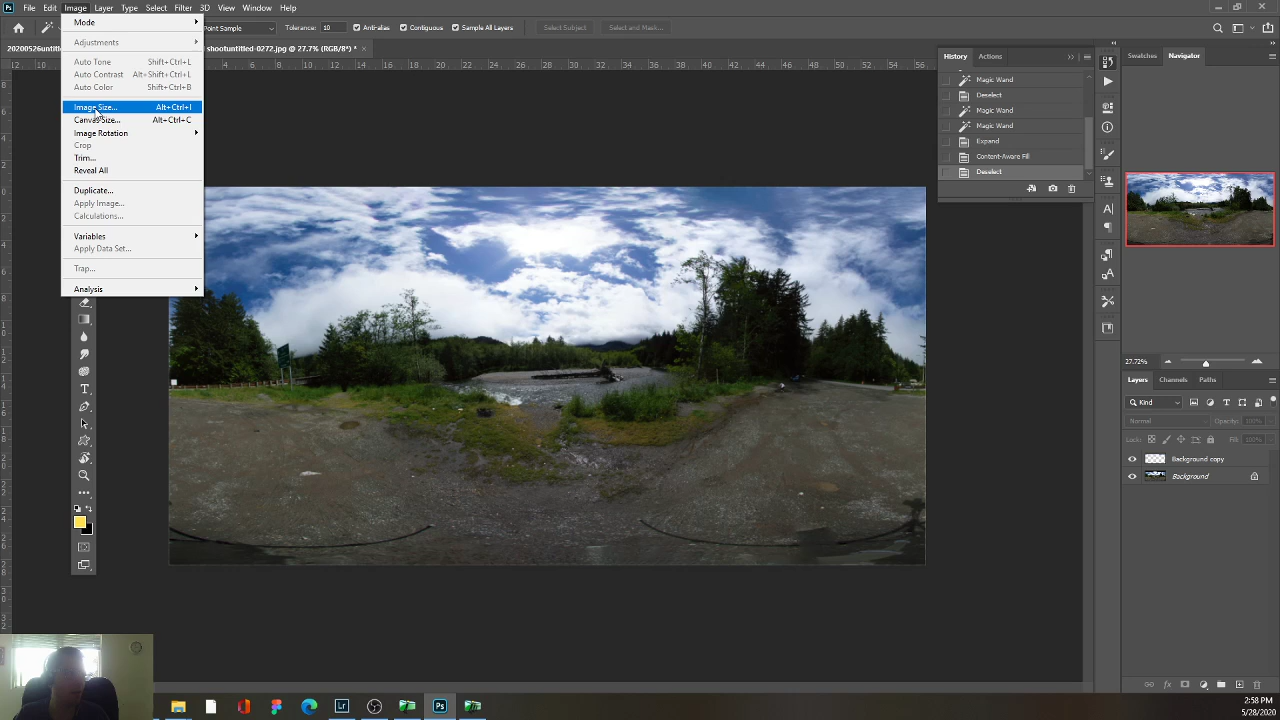 Ps File Edit Image Layer Type Select Filter 3D View Window Help
Point Sample Tolerance: 10 Anti-alias Contiguous Sample All Layers Select Subject Select and Mask...
shootuntitled-0272.jpg @ 27.7% (RGB/8*) *
Mode
Adjustments
Auto Tone Shift+Ctrl+L
Auto Contrast Alt+Shift+Ctrl+L
Auto Color Shift+Ctrl+B
Image Size... Alt+Ctrl+I
Canvas Size... Alt+Ctrl+C
Image Rotation
Crop
Trim...
Reveal All
Duplicate...
Apply Image...
Calculations...
Variables
Apply Data Set...
Trap...
Analysis
History Actions
Magic Wand
Deselect
Magic Wand
Magic Wand
Expand
Content-Aware Fill
Deselect
Swatches Navigator
27.72%
Layers Channels Paths
Kind
Normal Opacity: 100%
Lock: Fill: 100%
Background copy
Background
Lr Ps
2:58 PM
5/28/2020